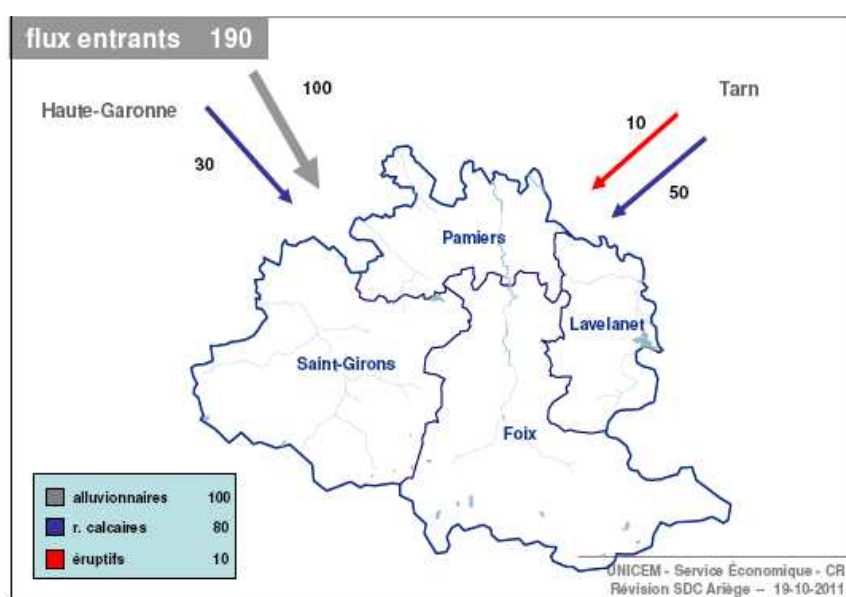 flux entrants 190
Haute-Garonne
100
30
Tarn
10
50
Pamiers
Lavelanet
Saint-Girons
Foix
alluvionnaires 100
r. calcaires 80
éruptifs 10
UNICEM - Service Économique - CR
Révision SDC Ariège – 19-10-2011